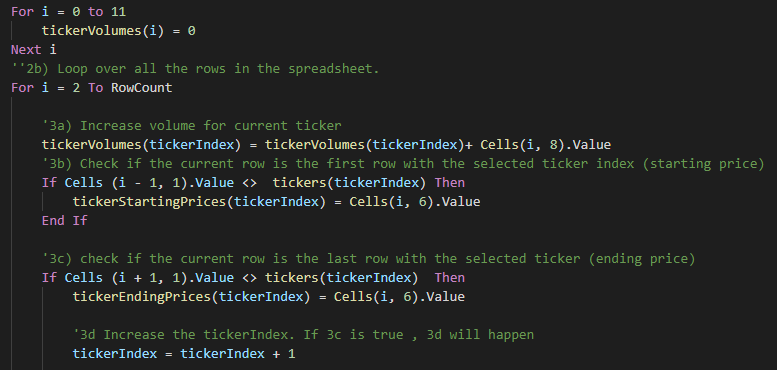 For i = 0 to 11
tickerVolumes(i) = 0
Next i
''2b) Loop over all the rows in the spreadsheet.
For i = 2 To RowCount
'3a) Increase volume for current ticker
tickerVolumes(tickerIndex) = tickerVolumes(tickerIndex)+ Cells(i, 8).Value
'3b) Check if the current row is the first row with the selected ticker index (starting price)
If Cells (i - 1, 1).Value <>  tickers(tickerIndex) Then
tickerStartingPrices(tickerIndex) = Cells(i, 6).Value
End If
'3c) check if the current row is the last row with the selected ticker (ending price)
If Cells (i + 1, 1).Value <> tickers(tickerIndex)  Then
tickerEndingPrices(tickerIndex) = Cells(i, 6).Value
'3d Increase the tickerIndex. If 3c is true , 3d will happen
tickerIndex = tickerIndex + 1